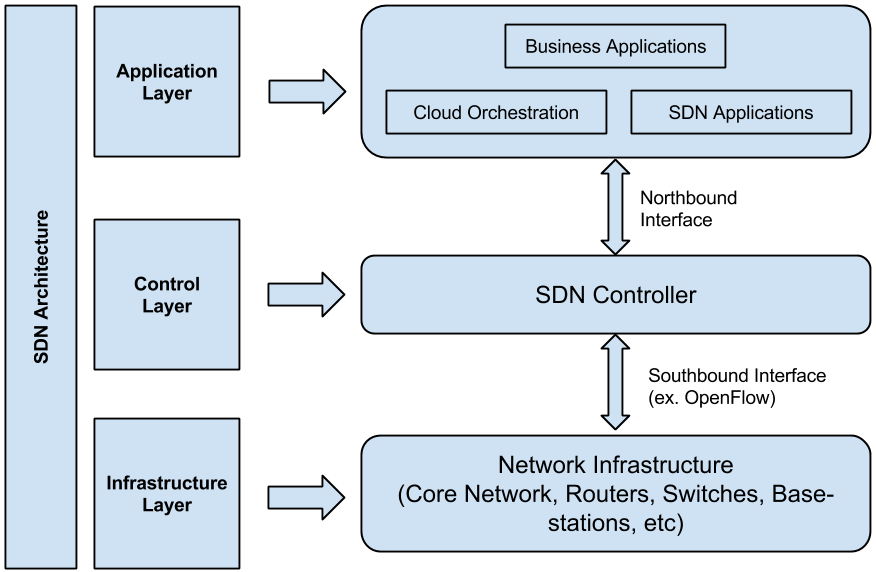 SDN Architecture
Application
Layer
Business Applications
Cloud Orchestration
SDN Applications
Northbound
Interface
Control
Layer
SDN Controller
Southbound Interface
(ex. OpenFlow)
Infrastructure
Layer
Network Infrastructure
(Core Network, Routers, Switches, Base-
stations, etc)